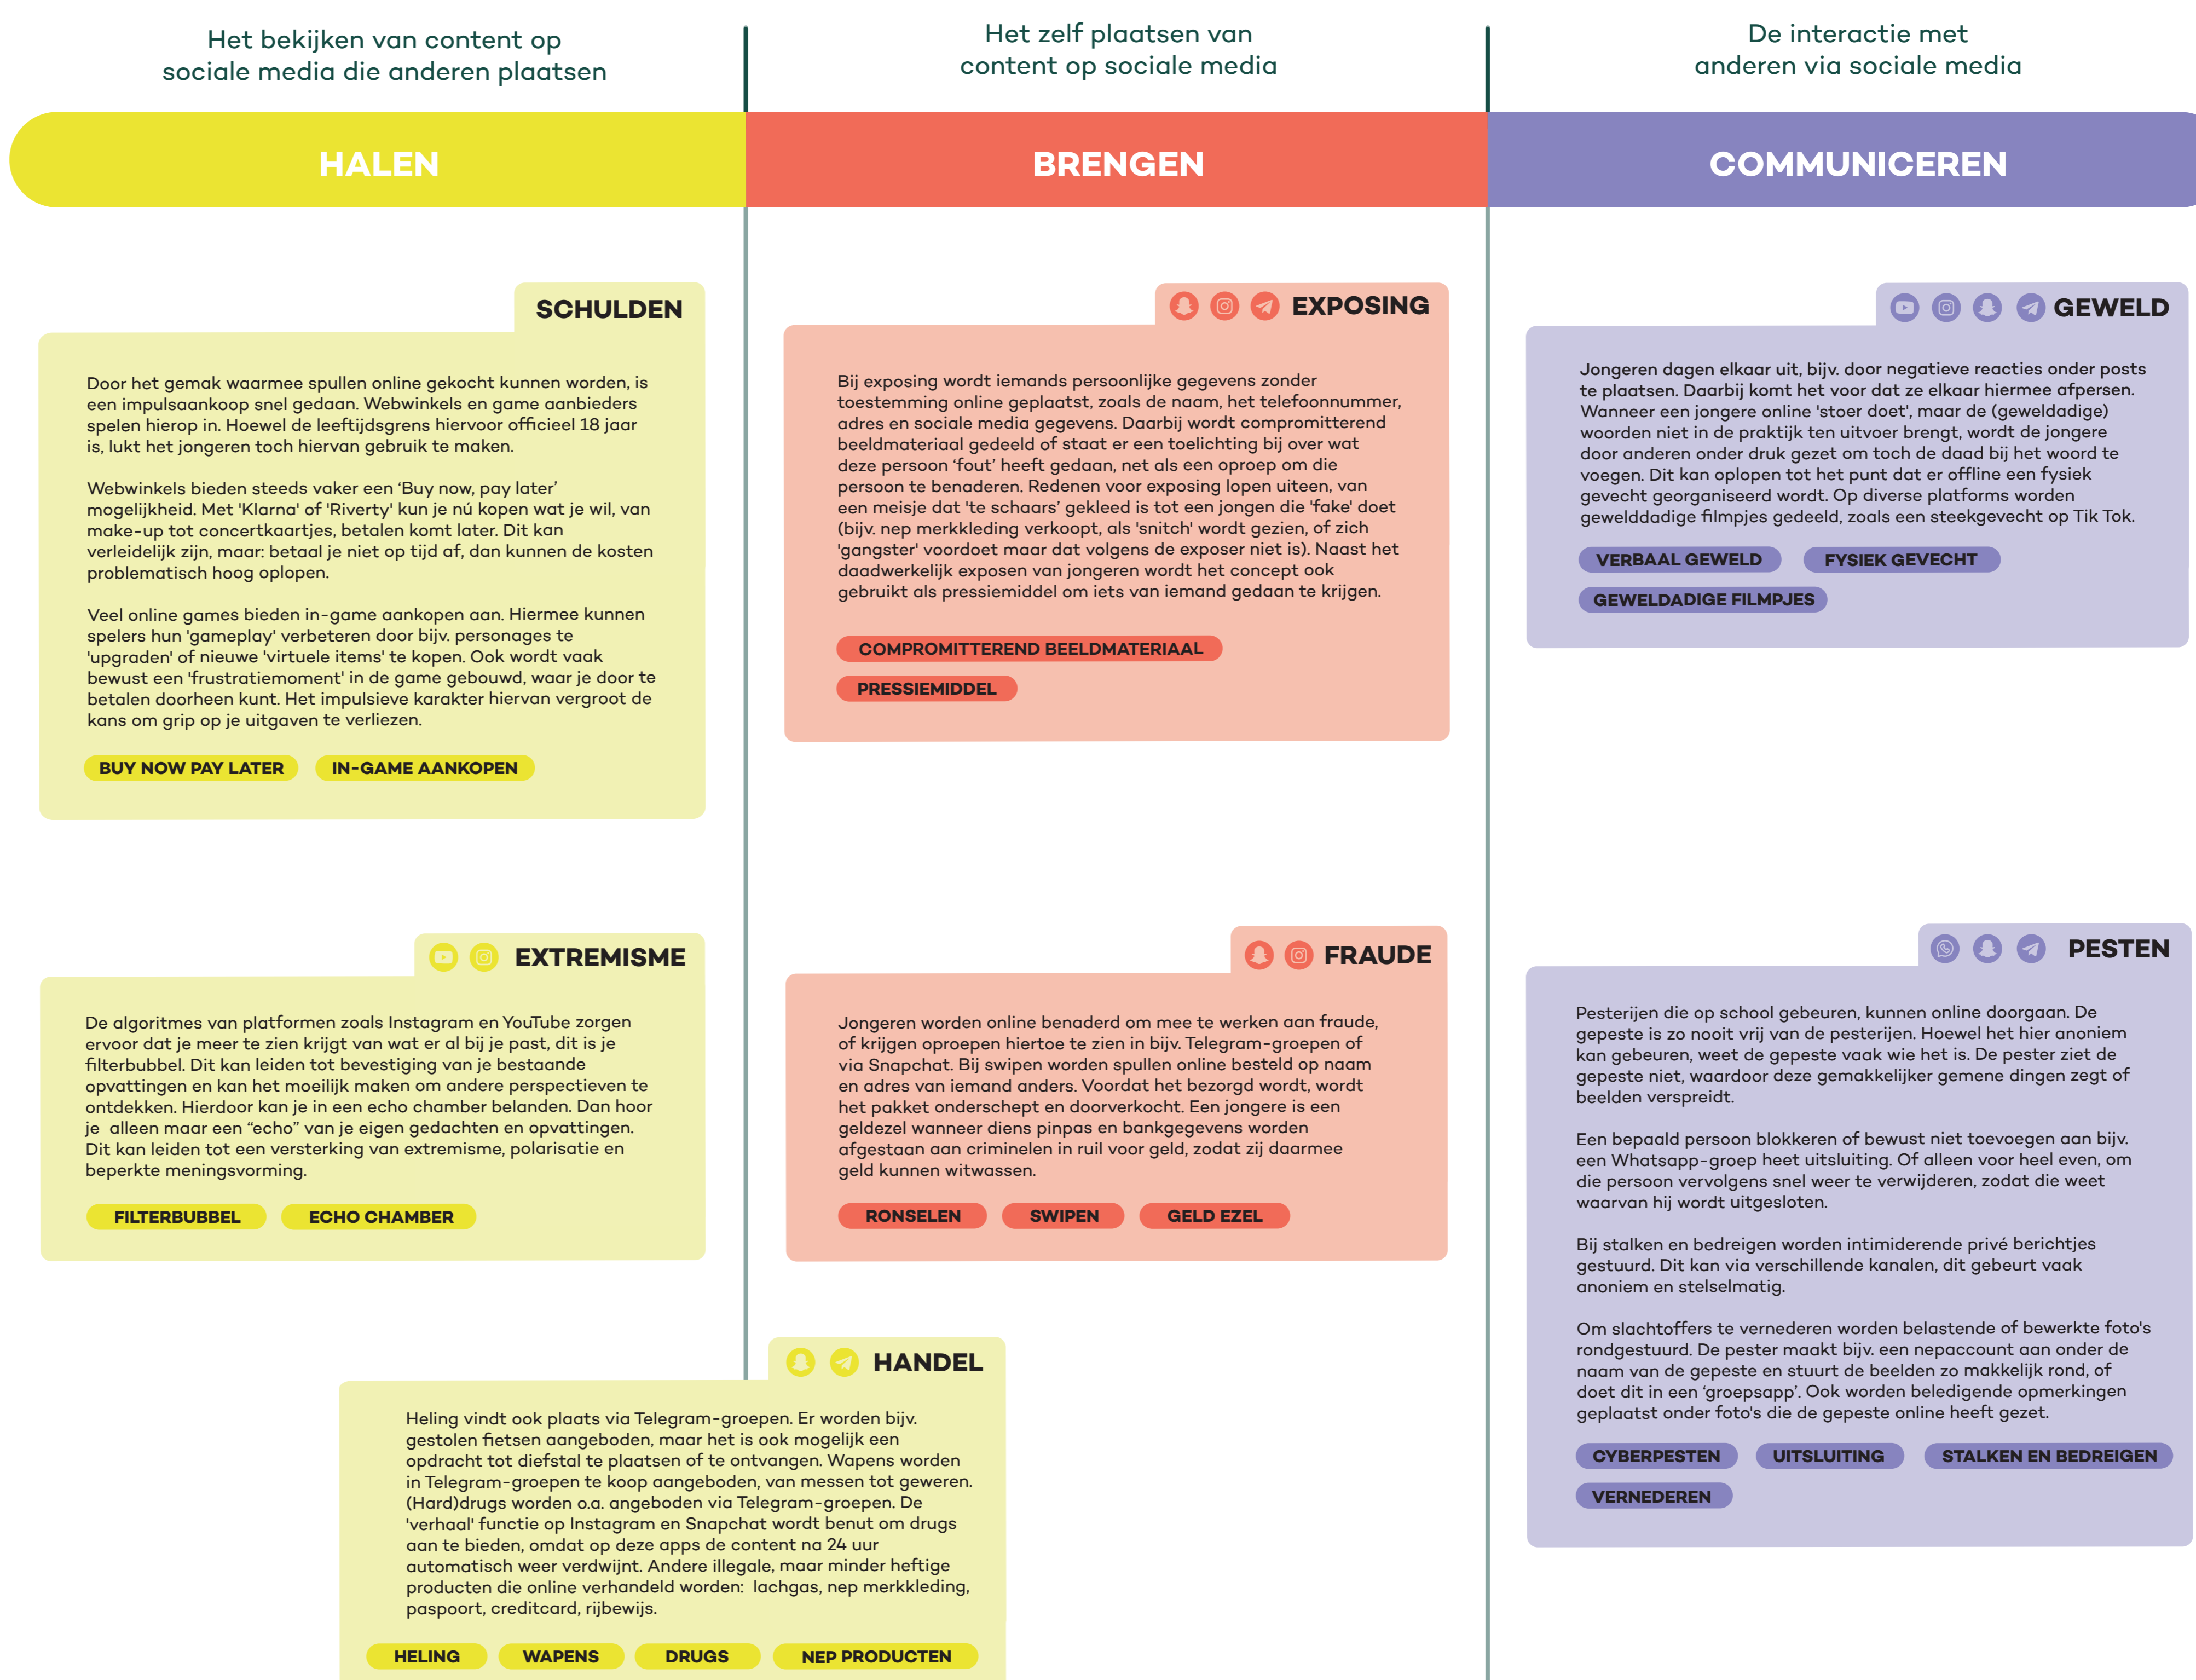 Het bekijken van content op
sociale media die anderen plaatsen
Het zelf plaatsen van
content op sociale media
De interactie met
anderen via sociale media
HALEN
BRENGEN
COMMUNICEREN
SCHULDEN
Door het gemak waarmee spullen online gekocht kunnen worden, is
een impulsaankoop snel gedaan. Webwinkels en game aanbieders
spelen hierop in. Hoewel de leeftijdsgrens hiervoor officieel 18 jaar
is, lukt het jongeren toch hiervan gebruik te maken.
Webwinkels bieden steeds vaker een ‘Buy now, pay later’
mogelijkheid. Met 'Klarna' of 'Riverty' kun je nú kopen wat je wil, van
make-up tot concertkaartjes, betalen komt later. Dit kan
verleidelijk zijn, maar: betaal je niet op tijd af, dan kunnen de kosten
problematisch hoog oplopen.
Veel online games bieden in-game aankopen aan. Hiermee kunnen
spelers hun 'gameplay' verbeteren door bijv. personages te
'upgraden' of nieuwe 'virtuele items' te kopen. Ook wordt vaak
bewust een 'frustratiemoment' in de game gebouwd, waar je door te
betalen doorheen kunt. Het impulsieve karakter hiervan vergroot de
kans om grip op je uitgaven te verliezen.
BUY NOW PAY LATER
IN-GAME AANKOPEN
EXPOSING
Bij exposing wordt iemands persoonlijke gegevens zonder
toestemming online geplaatst, zoals de naam, het telefoonnummer,
adres en sociale media gegevens. Daarbij wordt compromitterend
beeldmateriaal gedeeld of staat er een toelichting bij over wat
deze persoon ‘fout’ heeft gedaan, net als een oproep om die
persoon te benaderen. Redenen voor exposing lopen uiteen, van
een meisje dat 'te schaars’ gekleed is tot een jongen die 'fake' doet
(bijv. nep merkkleding verkoopt, als 'snitch' wordt gezien, of zich
'gangster' voordoet maar dat volgens de exposer niet is). Naast het
daadwerkelijk exposen van jongeren wordt het concept ook
gebruikt als pressiemiddel om iets van iemand gedaan te krijgen.
COMPROMITTEREND BEELDMATERIAAL
PRESSIEMIDDEL
GEWELD
Jongeren dagen elkaar uit, bijv. door negatieve reacties onder posts
te plaatsen. Daarbij komt het voor dat ze elkaar hiermee afpersen.
Wanneer een jongere online 'stoer doet', maar de (geweldadige)
woorden niet in de praktijk ten uitvoer brengt, wordt de jongere
door anderen onder druk gezet om toch de daad bij het woord te
voegen. Dit kan oplopen tot het punt dat er offline een fysiek
gevecht georganiseerd wordt. Op diverse platforms worden
gewelddadige filmpjes gedeeld, zoals een steekgevecht op Tik Tok.
VERBAAL GEWELD
FYSIEK GEVECHT
GEWELDADIGE FILMPJES
EXTREMISME
De algoritmes van platformen zoals Instagram en YouTube zorgen
ervoor dat je meer te zien krijgt van wat er al bij je past, dit is je
filterbubbel. Dit kan leiden tot bevestiging van je bestaande
opvattingen en kan het moeilijk maken om andere perspectieven te
ontdekken. Hierdoor kan je in een echo chamber belanden. Dan hoor
je alleen maar een “echo” van je eigen gedachten en opvattingen.
Dit kan leiden tot een versterking van extremisme, polarisatie en
beperkte meningsvorming.
FILTERBUBBEL
ECHO CHAMBER
FRAUDE
Jongeren worden online benaderd om mee te werken aan fraude,
of krijgen oproepen hiertoe te zien in bijv. Telegram-groepen of
via Snapchat. Bij swipen worden spullen online besteld op naam
en adres van iemand anders. Voordat het bezorgd wordt, wordt
het pakket onderschept en doorverkocht. Een jongere is een
geldezel wanneer diens pinpas en bankgegevens worden
afgestaan aan criminelen in ruil voor geld, zodat zij daarmee
geld kunnen witwassen.
RONSELEN
SWIPEN
GELD EZEL
PESTEN
Pesterijen die op school gebeuren, kunnen online doorgaan. De
gepeste is zo nooit vrij van de pesterijen. Hoewel het hier anoniem
kan gebeuren, weet de gepeste vaak wie het is. De pester ziet de
gepeste niet, waardoor deze gemakkelijker gemene dingen zegt of
beelden verspreidt.
Een bepaald persoon blokkeren of bewust niet toevoegen aan bijv.
een Whatsapp-groep heet uitsluiting. Of alleen voor heel even, om
die persoon vervolgens snel weer te verwijderen, zodat die weet
waarvan hij wordt uitgesloten.
Bij stalken en bedreigen worden intimiderende privé berichtjes
gestuurd. Dit kan via verschillende kanalen, dit gebeurt vaak
anoniem en stelselmatig.
Om slachtoffers te vernederen worden belastende of bewerkte foto's
rondgestuurd. De pester maakt bijv. een nepaccount aan onder de
naam van de gepeste en stuurt de beelden zo makkelijk rond, of
doet dit in een ‘groepsapp’. Ook worden beledigende opmerkingen
geplaatst onder foto's die de gepeste online heeft gezet.
CYBERPESTEN
UITSLUITING
STALKEN EN BEDREIGEN
VERNEDEREN
HANDEL
Heling vindt ook plaats via Telegram-groepen. Er worden bijv.
gestolen fietsen aangeboden, maar het is ook mogelijk een
opdracht tot diefstal te plaatsen of te ontvangen. Wapens worden
in Telegram-groepen te koop aangeboden, van messen tot geweren.
(Hard)drugs worden o.a. angeboden via Telegram-groepen. De
'verhaal' functie op Instagram en Snapchat wordt benut om drugs
aan te bieden, omdat op deze apps de content na 24 uur
automatisch weer verdwijnt. Andere illegale, maar minder heftige
producten die online verhandeld worden: lachgas, nep merkkleding,
paspoort, creditcard, rijbewijs.
HELING
WAPENS
DRUGS
NEP PRODUCTEN